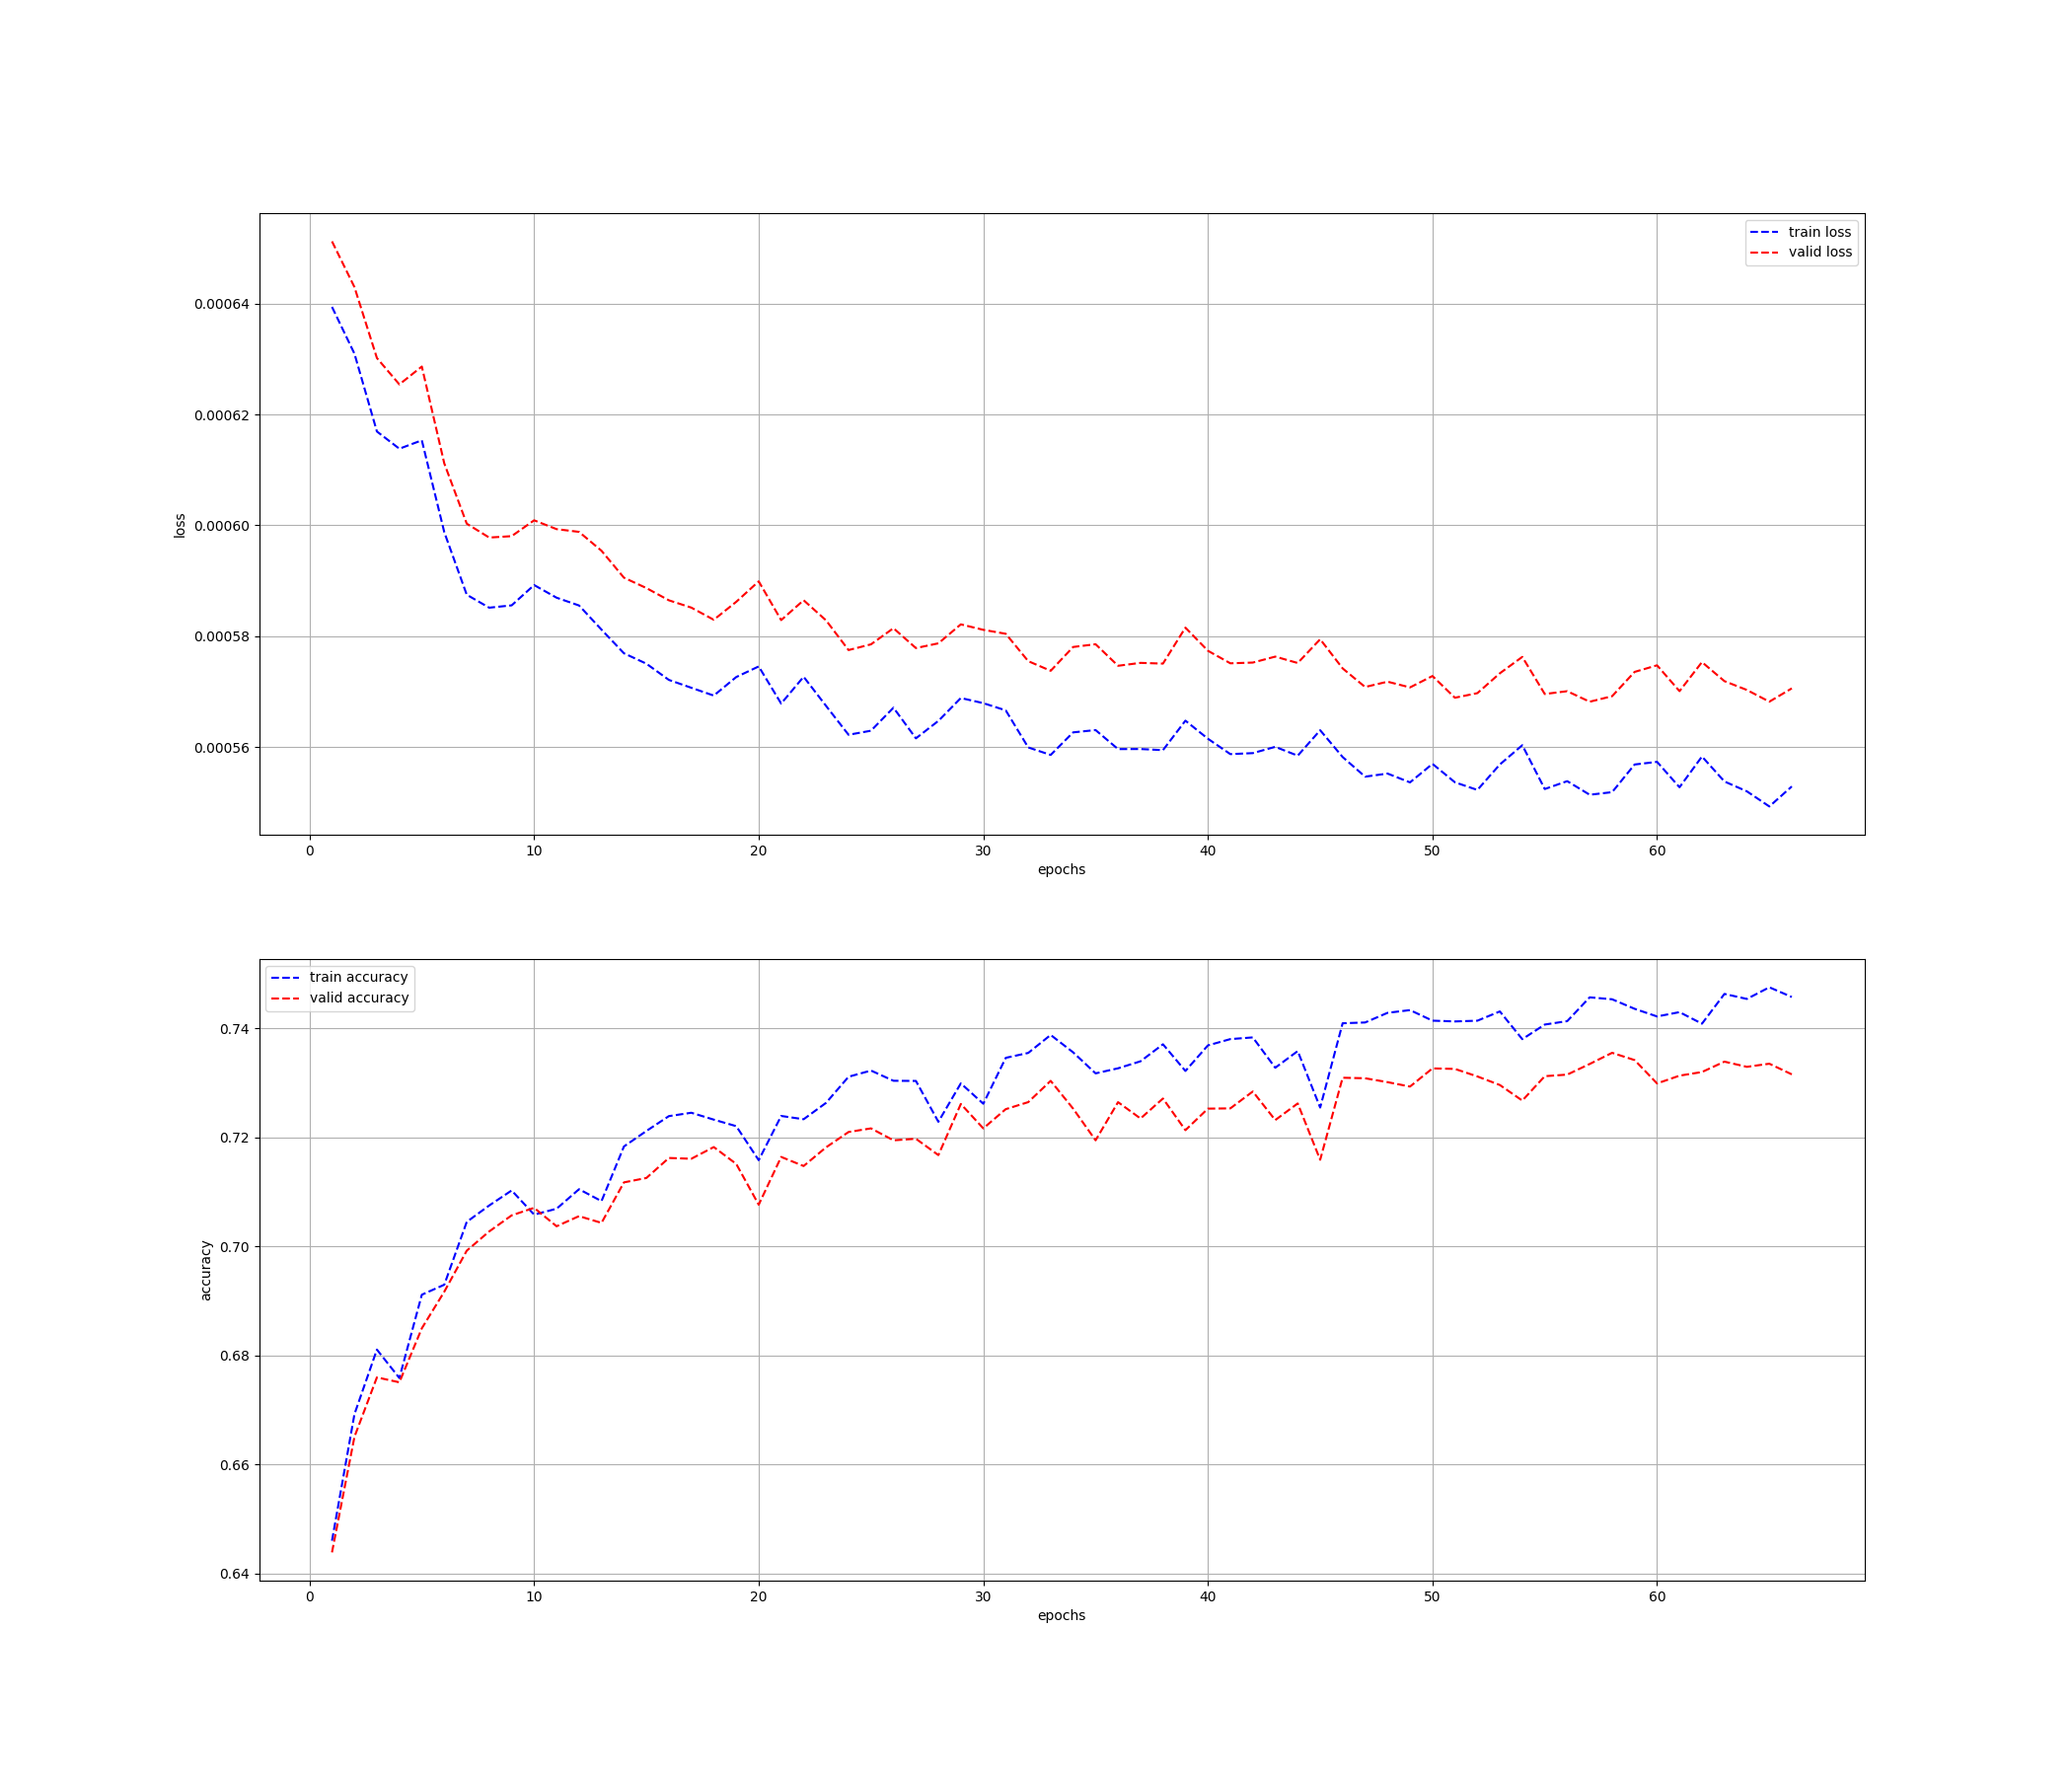 train loss
valid loss
0.00064
0.00062
0.00060
0.00058
0.00056
loss
0 10 20 30 40 50 60
epochs
train accuracy
valid accuracy
0.74
0.72
0.70
0.68
0.66
0.64
accuracy
0 10 20 30 40 50 60
epochs